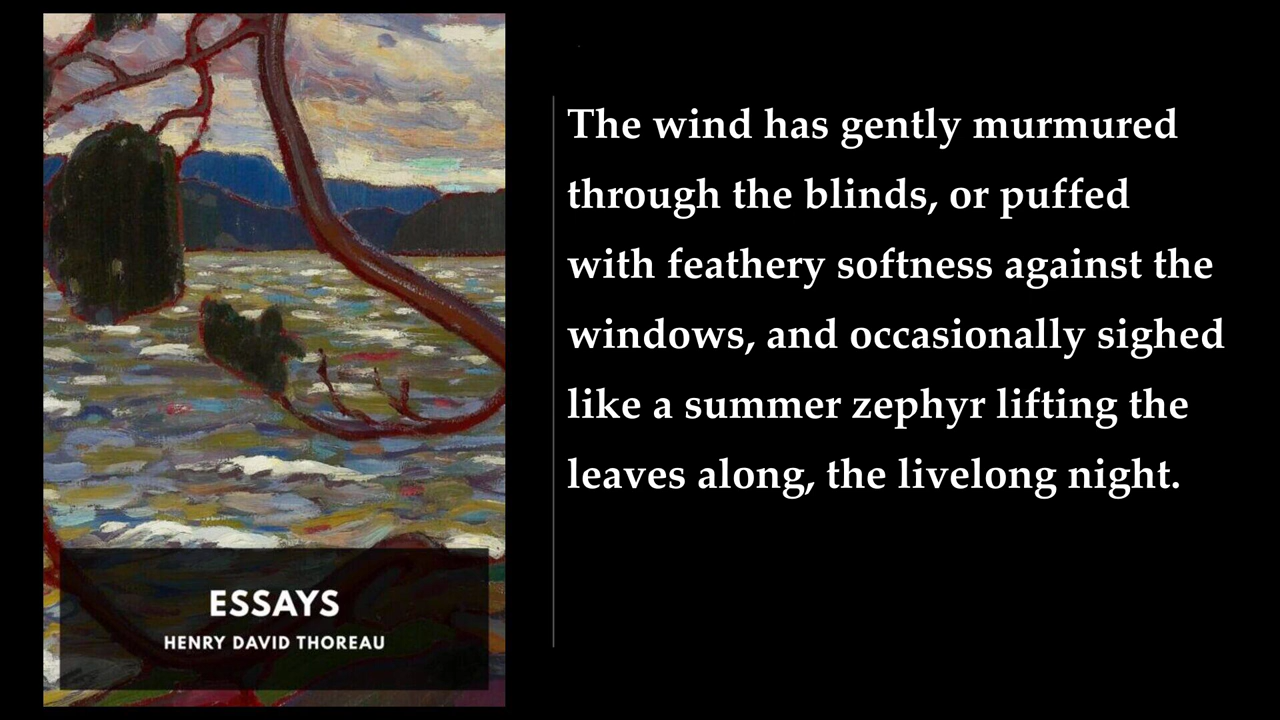 The wind has gently murmured
through the blinds, or puffed
with feathery softness against the
windows, and occasionally sighed
like a summer zephyr lifting the
leaves along, the livelong night.
ESSAYS
HENRY DAVID THOREAU